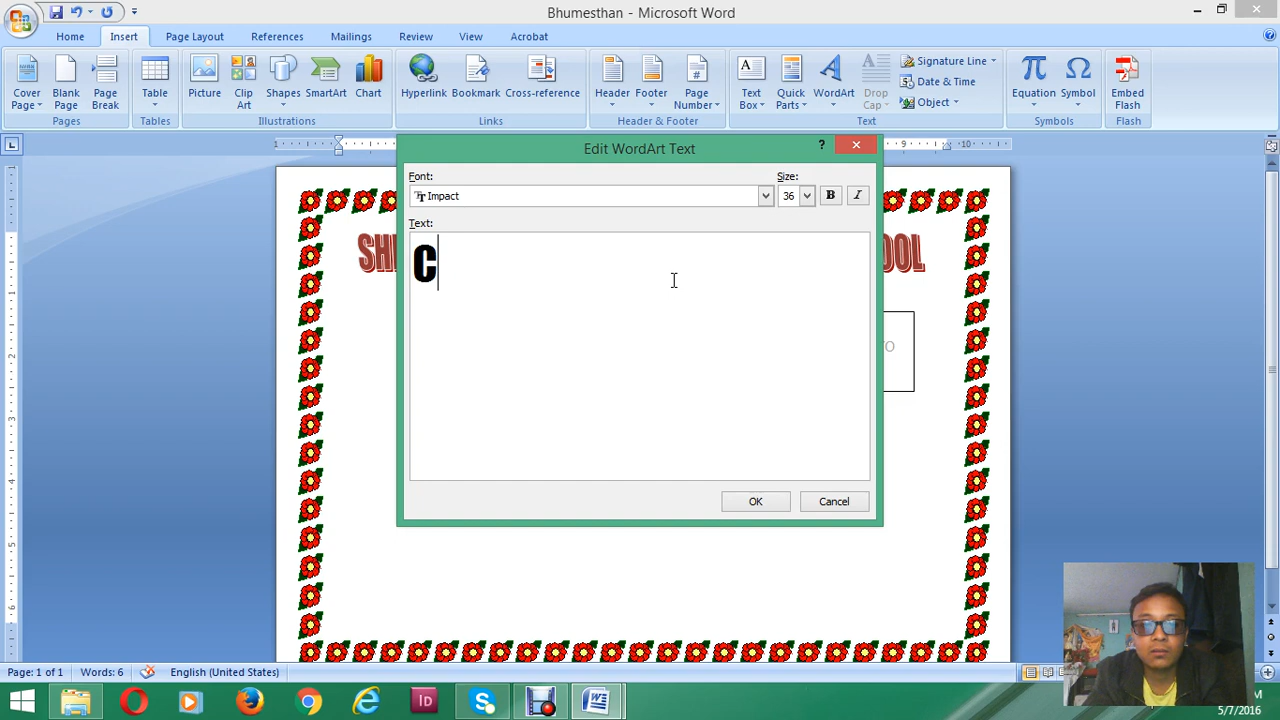 Bhumesthan - Microsoft Word
Home Insert Page Layout References Mailings Review View Acrobat
Cover Page Blank Page Page Break Table Picture Clip Art Shapes SmartArt Chart Hyperlink Bookmark Cross-reference Header Footer Page Number Text Box Quick Parts WordArt Drop Cap Signature Line Date & Time Object Equation Symbol Embed Flash
Pages Tables Illustrations Links Header & Footer Text Symbols Flash
Edit WordArt Text
Font: Size:
Impact 36 B I
Text:
C
OK Cancel
Page: 1 of 1 Words: 6 English (United States)
5/7/2016